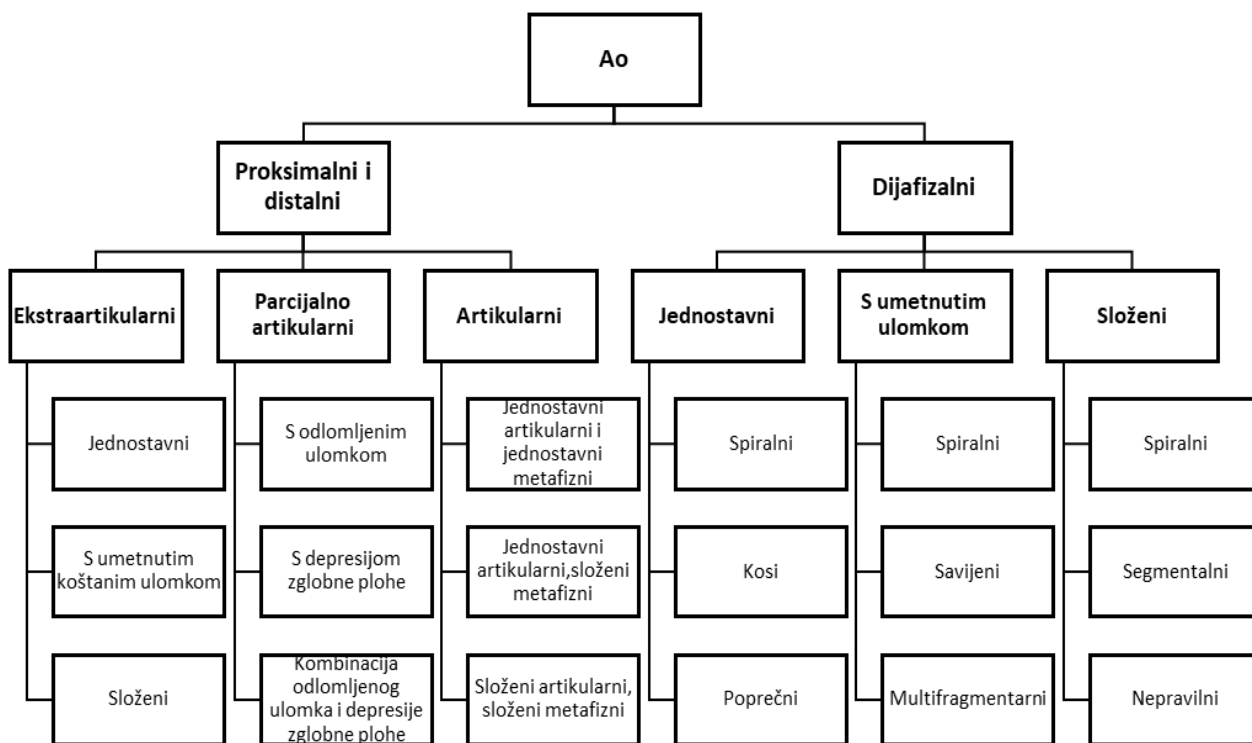 Ao
Proksimalni i
distalni
Dijafizalni
Ekstraartikularni
Parcijalno
artikularni
Artikularni
Jednostavni
S umetnutim
ulomkom
Složeni
Jednostavni
S umetnutim
koštanim ulomkom
Složeni
S odlomljenim
ulomkom
S depresijom
zglobne plohe
Kombinacija
odlomljenog
ulomka i depresije
zglobne plohe
Jednostavni
artikularni i
jednostavni
metafizni
Jednostavni
artikularni,složeni
metafizni
Složeni artikularni,
složeni metafizni
Spiralni
Kosi
Poprečni
Spiralni
Savijeni
Multifragmentarni
Spiralni
Segmentalni
Nepravilni